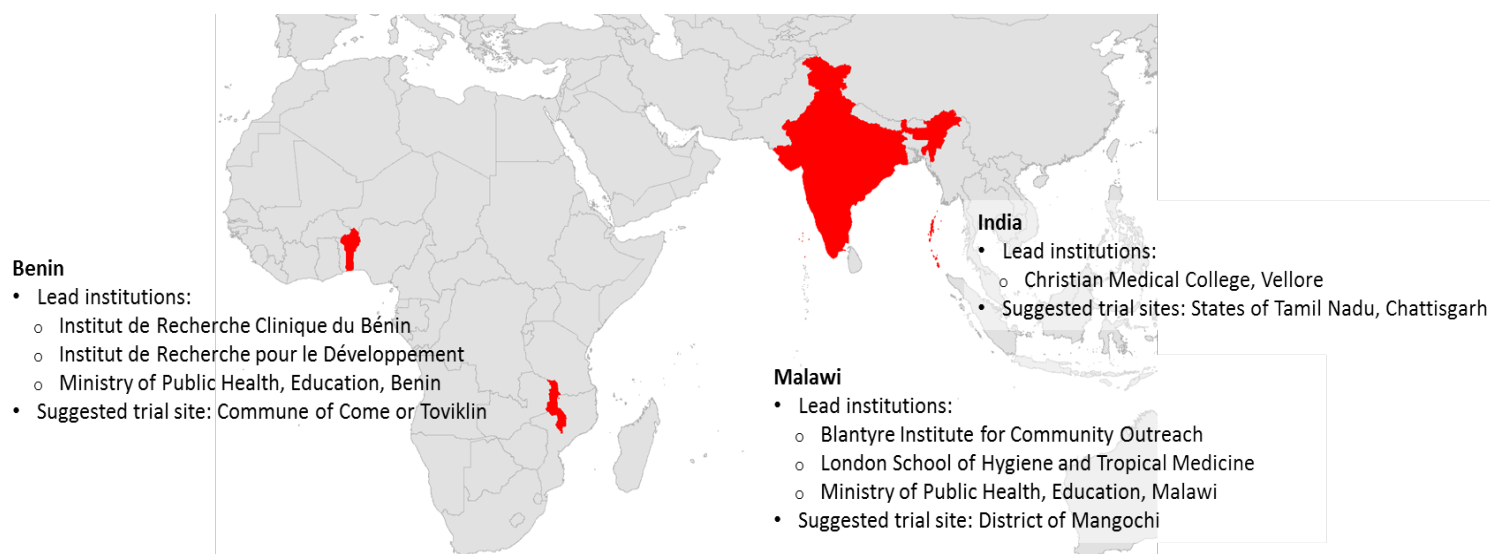 Benin
• Lead institutions:
o Institut de Recherche Clinique du Bénin
o Institut de Recherche pour le Développement
o Ministry of Public Health, Education, Benin
• Suggested trial site: Commune of Come or Toviklin
India
• Lead institutions:
o Christian Medical College, Vellore
• Suggested trial sites: States of Tamil Nadu, Chattisgarh
Malawi
• Lead institutions:
o Blantyre Institute for Community Outreach
o London School of Hygiene and Tropical Medicine
o Ministry of Public Health, Education, Malawi
• Suggested trial site: District of Mangochi